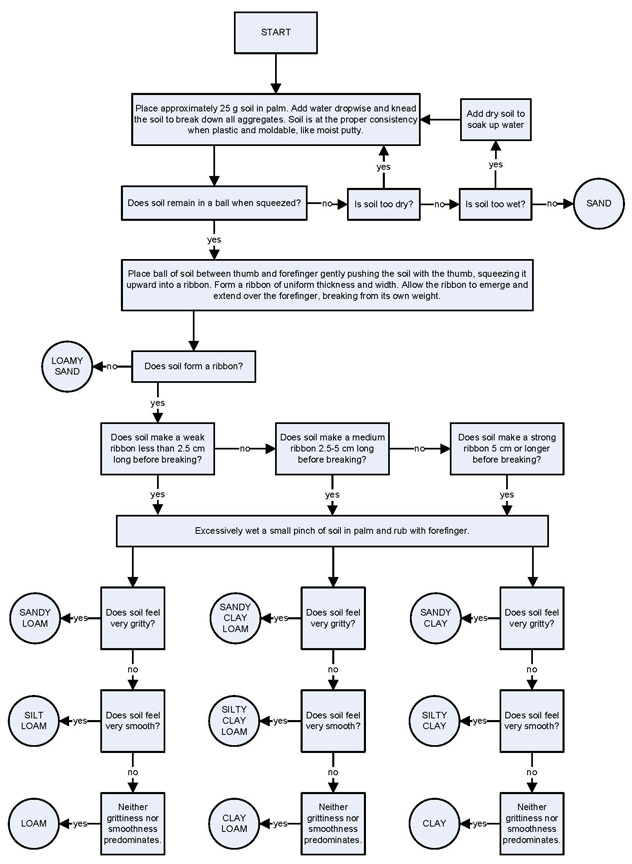 START
Place approximately 25 g soil in palm. Add water dropwise and knead
the soil to break down all aggregates. Soil is at the proper consistency
when plastic and moldable, like moist putty.
Add dry soil to
soak up water
yes
yes
Does soil remain in a ball when squeezed?
no
Is soil too dry?
no
Is soil too wet?
no
SAND
yes
Place ball of soil between thumb and forefinger gently pushing the soil with the thumb, squeezing it
upward into a ribbon. Form a ribbon of uniform thickness and width. Allow the ribbon to emerge and
extend over the forefinger, breaking from its own weight.
LOAMY
SAND
no
Does soil form a ribbon?
yes
Does soil make a weak
ribbon less than 2.5 cm
long before breaking?
no
Does soil make a medium
ribbon 2.5-5 cm long
before breaking?
no
Does soil make a strong
ribbon 5 cm or longer
before breaking?
yes
yes
yes
Excessively wet a small pinch of soil in palm and rub with forefinger.
SANDY
LOAM
yes
Does soil feel
very gritty?
SANDY
CLAY
LOAM
yes
Does soil feel
very gritty?
SANDY
CLAY
yes
Does soil feel
very gritty?
no
no
no
SILT
LOAM
yes
Does soil feel
very smooth?
SILTY
CLAY
LOAM
yes
Does soil feel
very smooth?
SILTY
CLAY
yes
Does soil feel
very smooth?
no
no
no
LOAM
yes
Neither
grittiness nor
smoothness
predominates.
CLAY
LOAM
yes
Neither
grittiness nor
smoothness
predominates.
CLAY
yes
Neither
grittiness nor
smoothness
predominates.